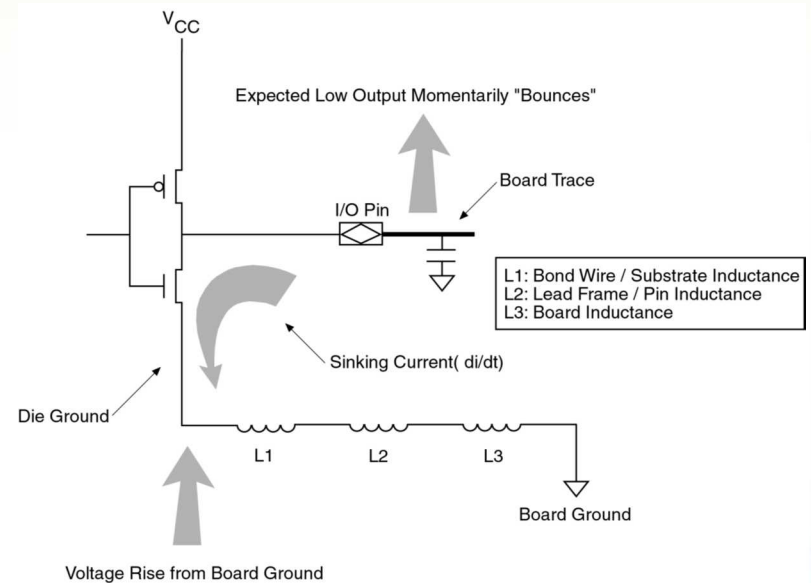 VCC
Expected Low Output Momentarily "Bounces"
Board Trace
I/O Pin
L1: Bond Wire / Substrate Inductance
L2: Lead Frame / Pin Inductance
L3: Board Inductance
Sinking Current( di/dt)
Die Ground
L1
L2
L3
Board Ground
Voltage Rise from Board Ground